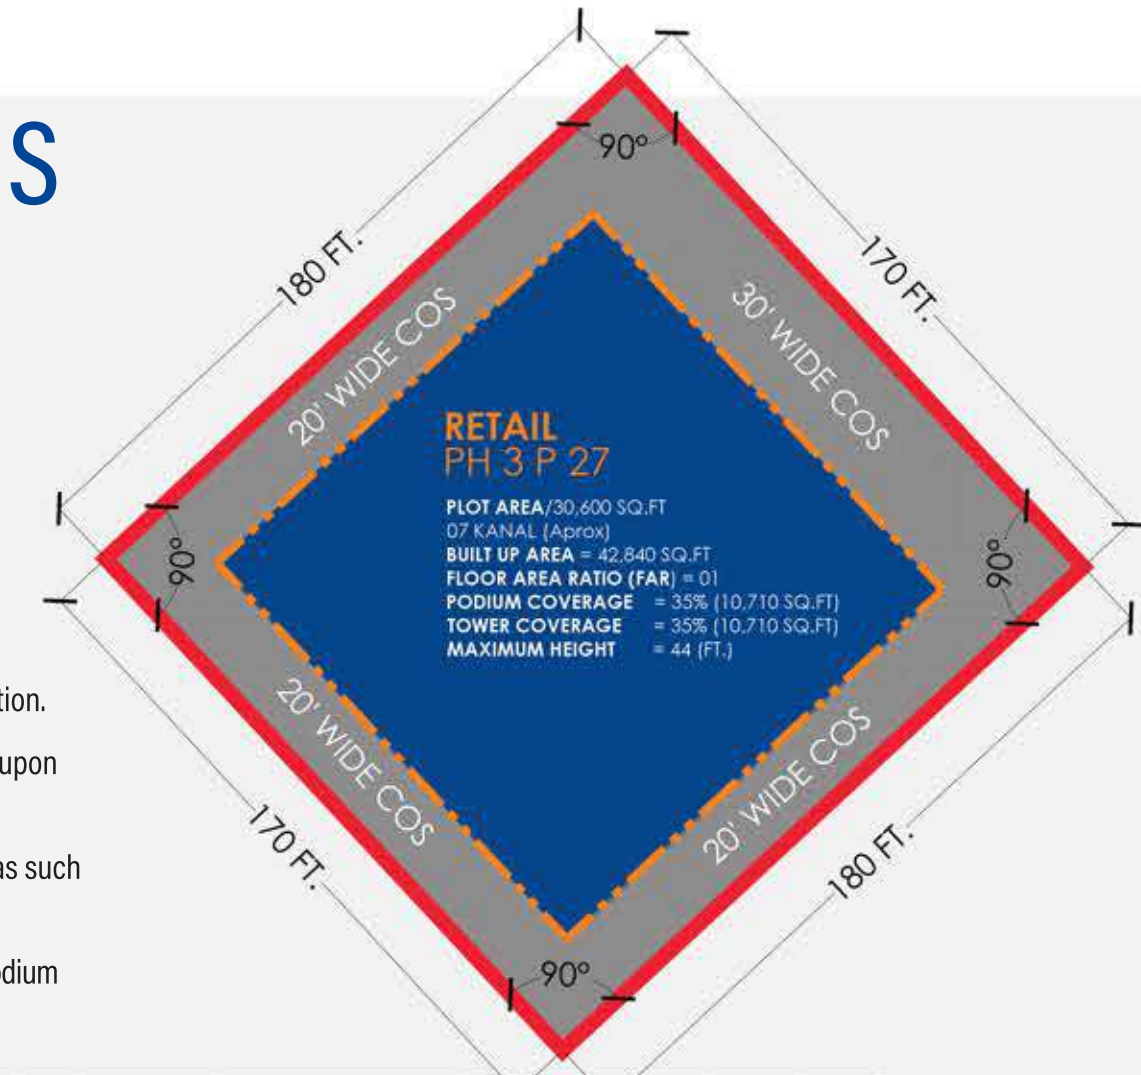 S
90°
180 FT.
170 FT.
20' WIDE COS
30' WIDE COS
RETAIL
PH 3 P 27
PLOT AREA/30,600 SQ.FT
07 KANAL (Aprox)
BUILT UP AREA = 42,840 SQ.FT
FLOOR AREA RATIO (FAR) = 01
PODIUM COVERAGE = 35% (10,710 SQ.FT)
TOWER COVERAGE = 35% (10,710 SQ.FT)
MAXIMUM HEIGHT = 44 (FT.)
90°
90°
tion.
upon
as such
odium
20' WIDE COS
20' WIDE COS
170 FT.
180 FT.
90°